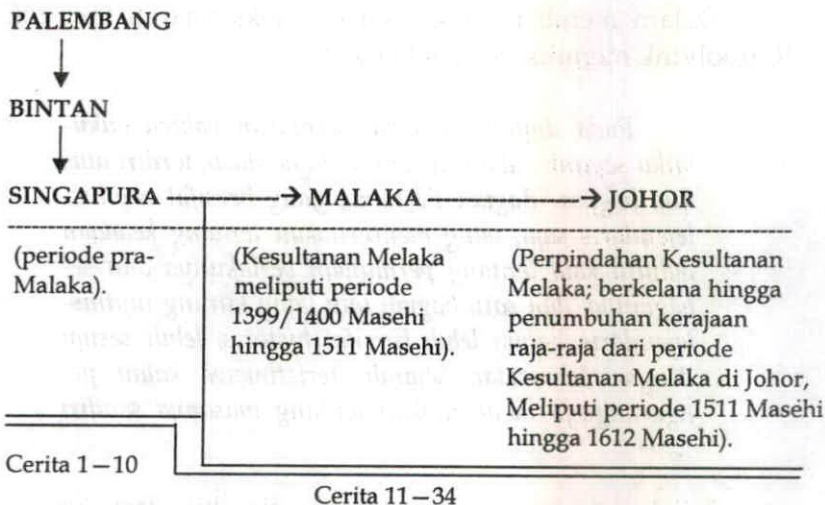 PALEMBANG
BINTAN
SINGAPURA → MALAKA → JOHOR
(periode pra-
Malaka).
(Kesultanan Melaka
meliputi periode
1399/1400 Masehi
hingga 1511 Masehi).
(Perpindahan Kesultanan
Melaka; berkelana hingga
pertumbuhan kerajaan
raja-raja dari periode
Kesultanan Melaka di Johor,
Meliputi periode 1511 Masehi
hingga 1612 Masehi).
Cerita 1—10
Cerita 11—34